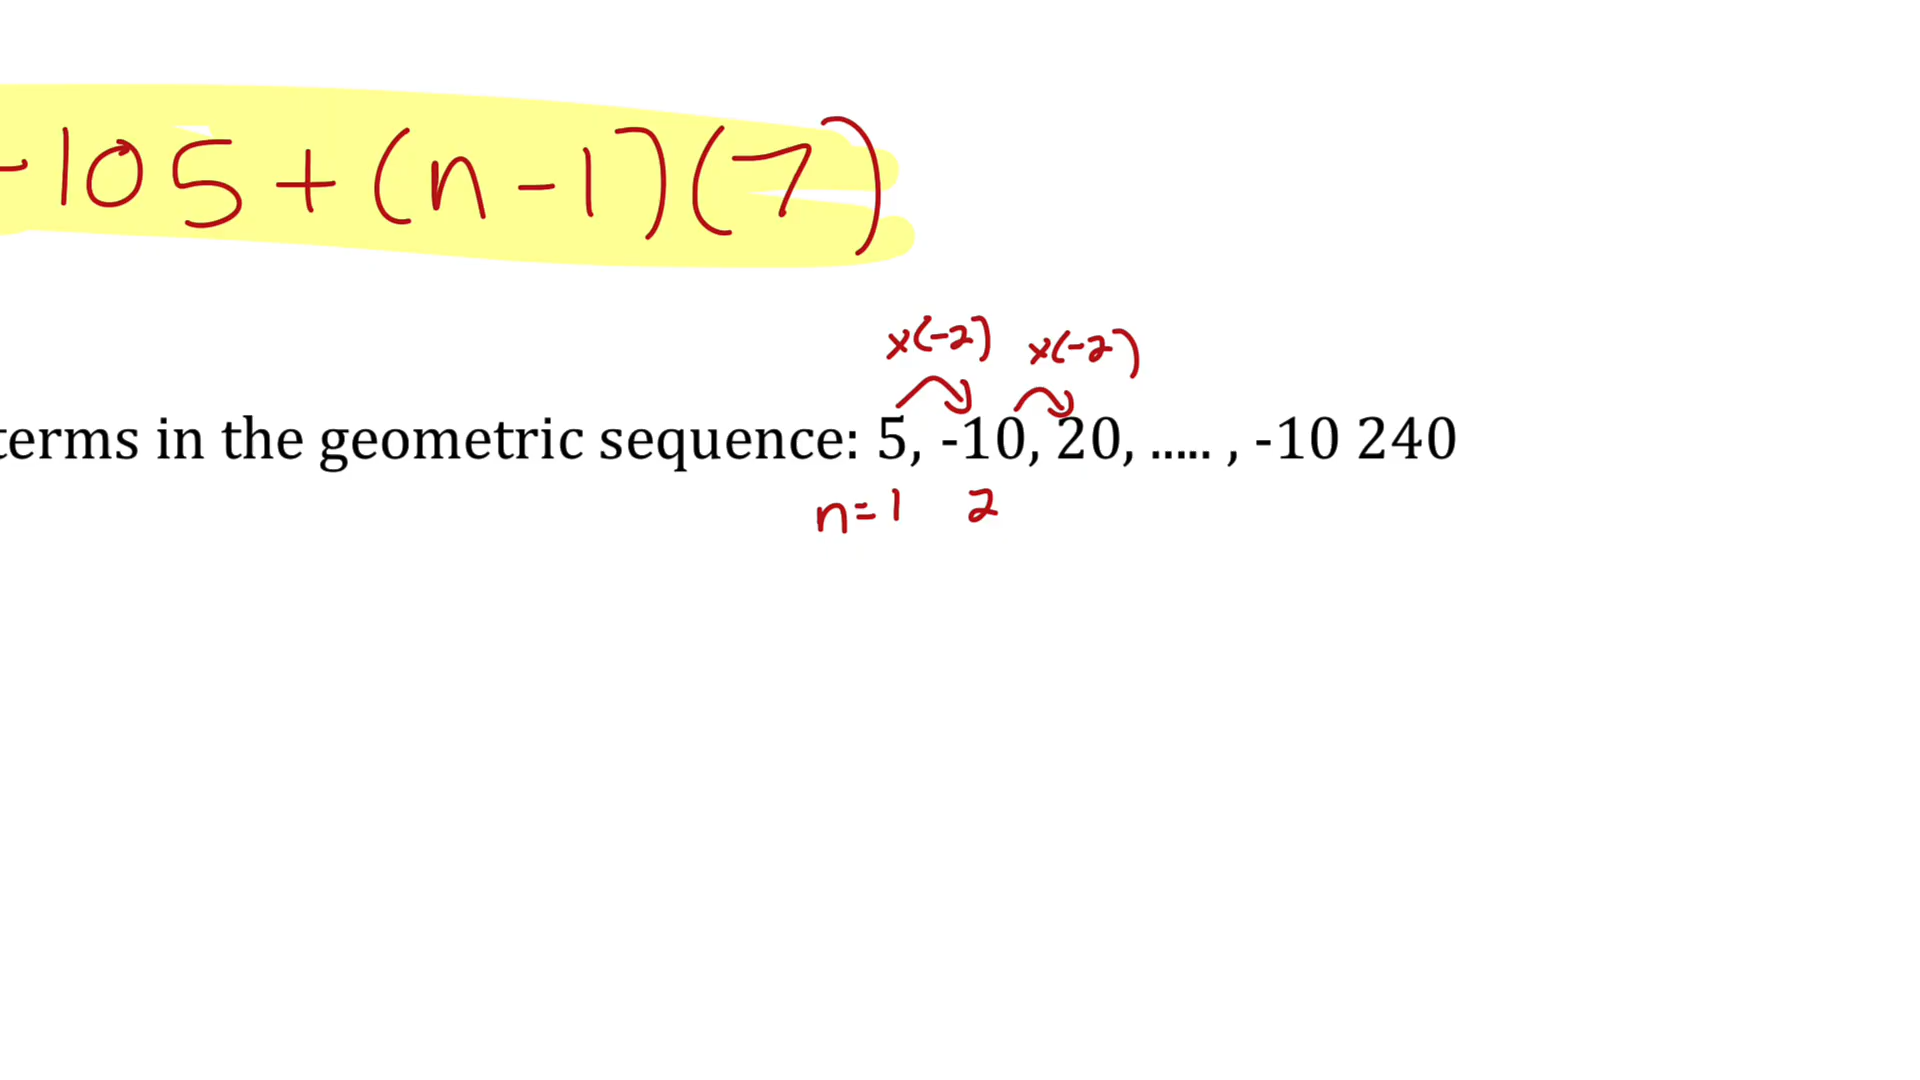 -105 + (n - 1)(7)
x(-2) x(-2)
terms in the geometric sequence: 5, -10, 20, ..... , -10 240
n = 1 2